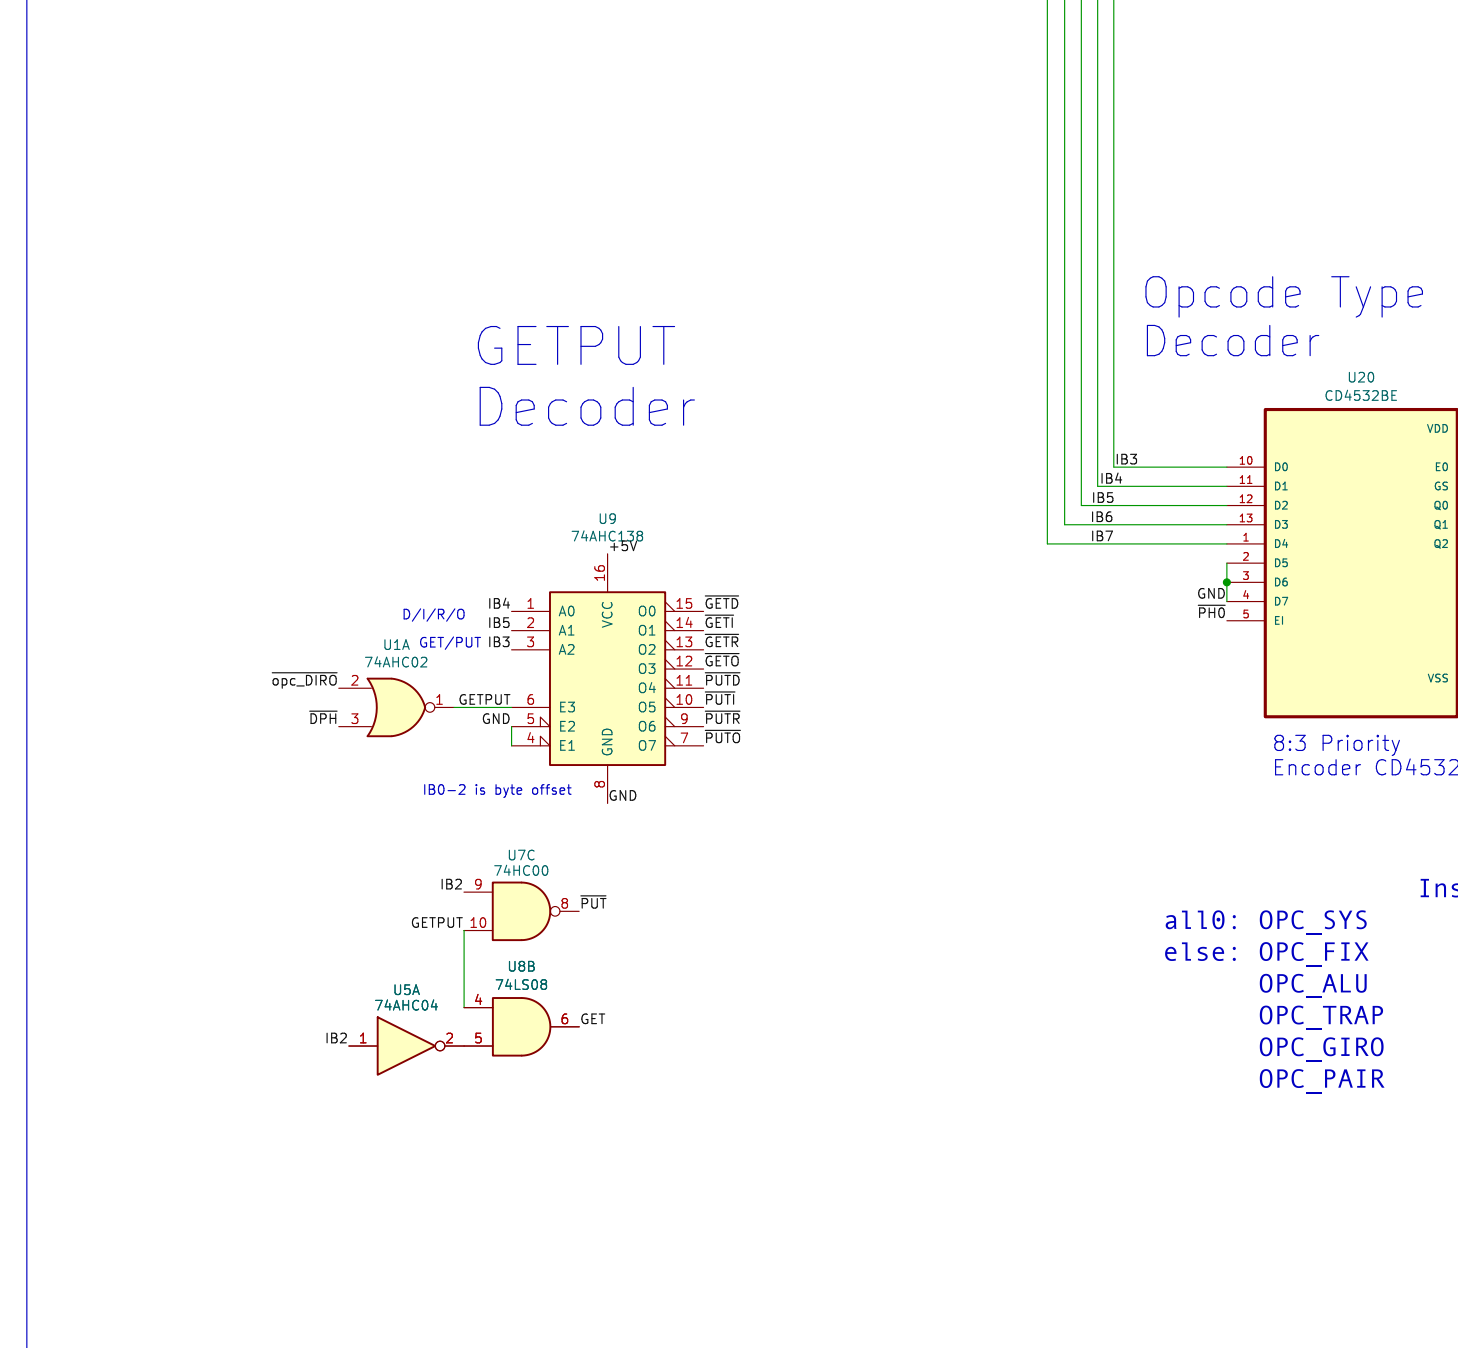 Opcode Type
Decoder
GETPUT
Decoder
U20
CD4532BE
VDD
IB3
10
D0
E0
IB4
11
D1
GS
IB5
12
D2
Q0
IB6
13
D3
Q1
IB7
1
D4
Q2
2
D5
3
D6
GND
4
D7
PH0
5
EI
VSS
8:3 Priority
Encoder CD4532
U9
74AHC138
+5V
16
VCC
D/I/R/O
IB4
1
A0
O0
15
GETD
IB5
2
A1
O1
14
GETI
GET/PUT
IB3
3
A2
O2
13
GETR
O3
12
GETO
O4
11
PUTD
U1A
74AHC02
opc_DIRO
2
DPH
3
1
GETPUT
6
E3
O5
10
PUTI
GND
5
E2
O6
9
PUTR
4
E1
GND
O7
7
PUTO
8
GND
IB0-2 is byte offset
U7C
74HC00
IB2
9
GETPUT
10
8
PUT
U8B
74LS08
4
5
6
GET
U5A
74AHC04
IB2
1
2
Ins
all0: OPC_SYS
else: OPC_FIX
OPC_ALU
OPC_TRAP
OPC_GIRO
OPC_PAIR